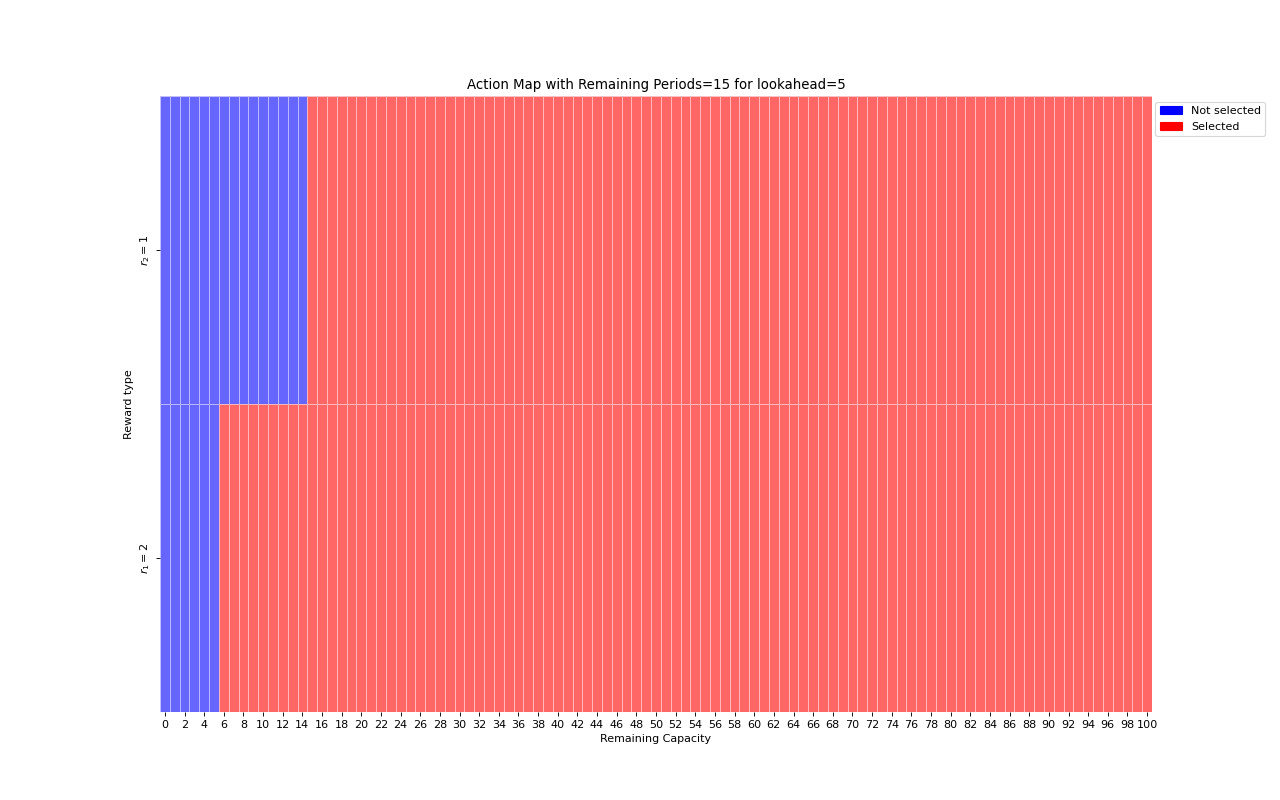 Action Map with Remaining Periods=15 for lookahead=5
Not selected
Selected
r₂ = 1
Reward type
r₁ = 2
0 2 4 6 8 10 12 14 16 18 20 22 24 26 28 30 32 34 36 38 40 42 44 46 48 50 52 54 56 58 60 62 64 66 68 70 72 74 76 78 80 82 84 86 88 90 92 94 96 98 100
Remaining Capacity